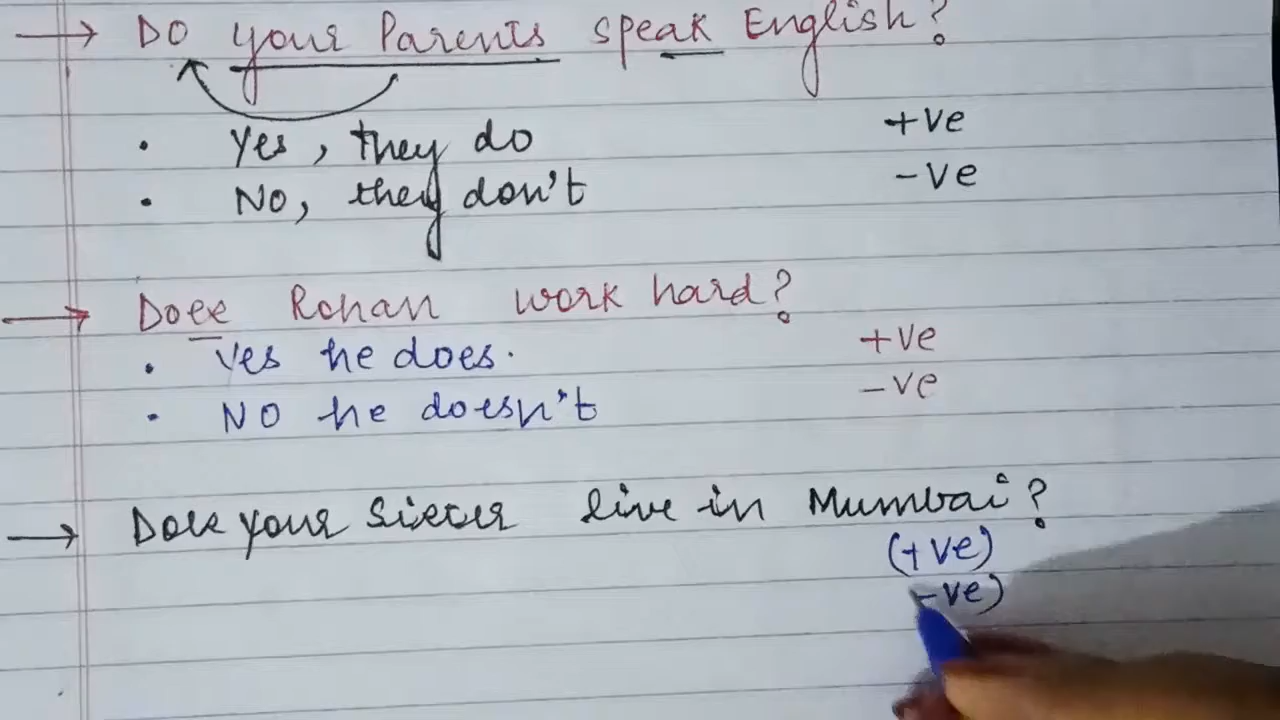 → Do your Parents speak English?
• Yes, they do +ve
• No, they don't -ve
→ Does Rohan work hard?
• Yes he does. +ve
• NO he doesn't -ve
→ Does your Sister live in Mumbai?
(+ve)
-ve)